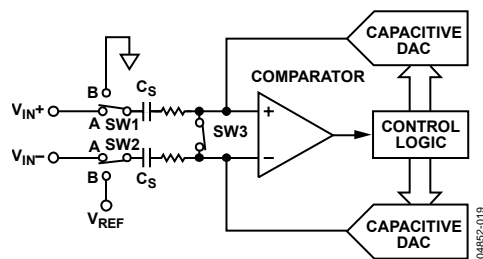 CAPACITIVE
DAC
COMPARATOR
B
CS
VIN+
A
SW1
+
SW3
CONTROL
LOGIC
VIN–
A
SW2
–
B
CS
VREF
CAPACITIVE
DAC
04852-019